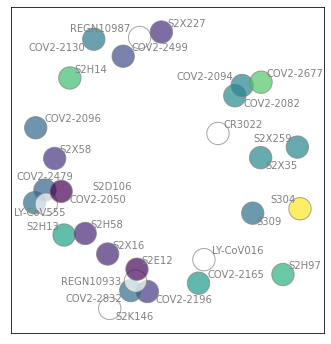 REGN10987
S2X227
COV2-2130
COV2-2499
S2H14
COV2-2094
COV2-2677
COV2-2082
COV2-2096
CR3022
S2X259
S2X58
S2X35
COV2-2479
S2D106
COV2-2050
S304
LY-CoV555
S309
S2H13
S2H58
S2X16
LY-CoV016
S2E12
S2H97
COV2-2165
REGN10933
COV2-2832
COV2-2196
S2K146